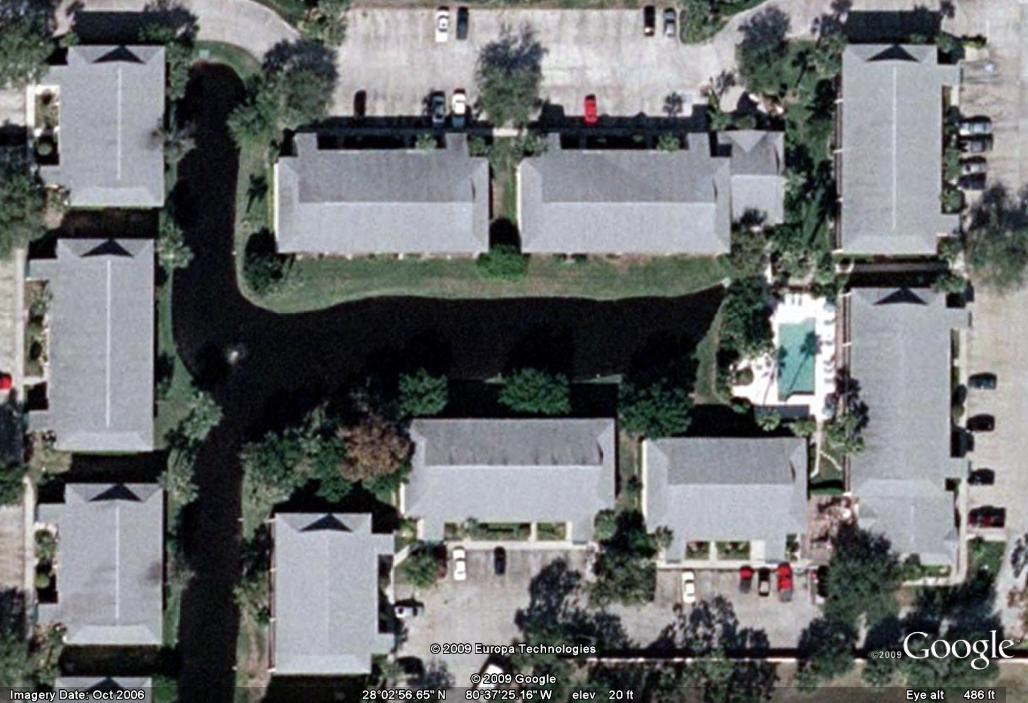 © 2009 Europa Technologies
©2009 Google
© 2009 Google
Imagery Date: Oct 2006 28°02'56.65" N 80°37'25.16" W elev 20 ft Eye alt 486 ft